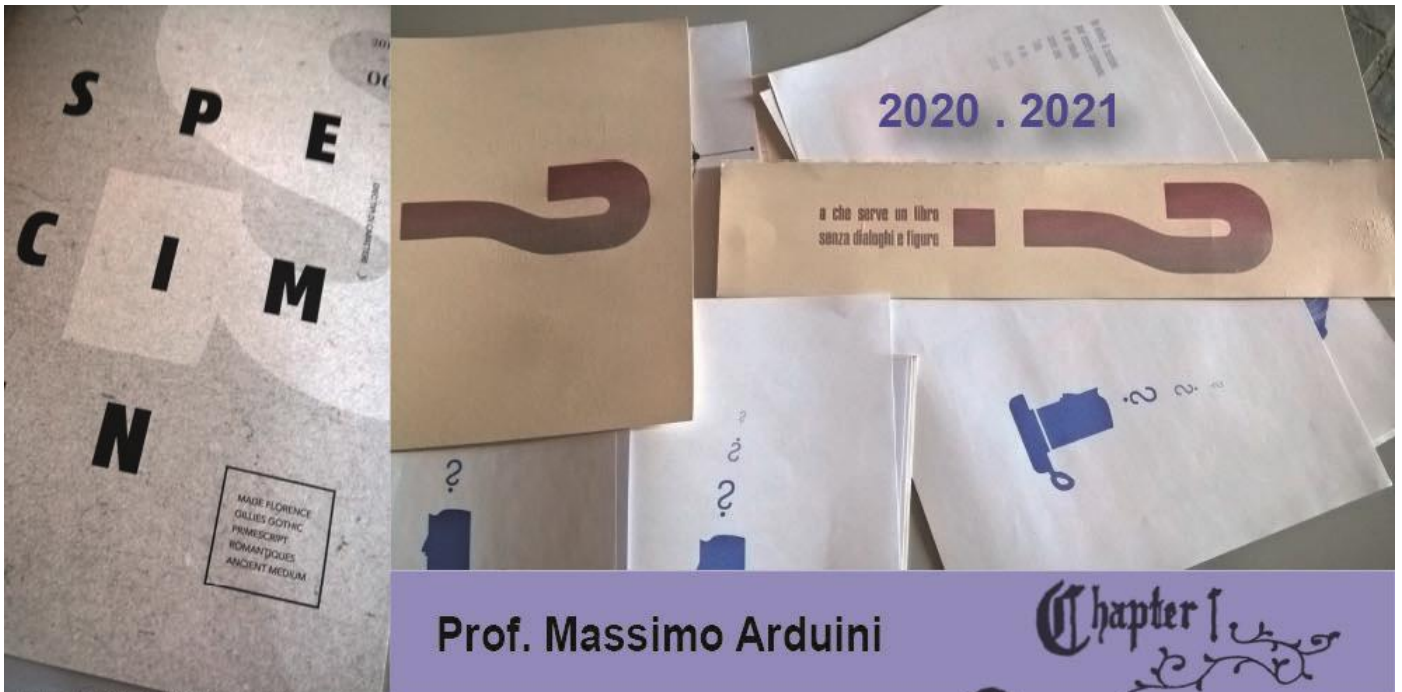 S P E
C I M
N
MAGE FLORENCE
GILLIES GOTHIC
PRIMESCRIPT
ROMANTIQUES
ANCIENT MEDIUM
2020 . 2021
a che serve un libro
senza dialoghi e figure
?
?
?
?
?
?
?
?
?
Prof. Massimo Arduini
Chapter I